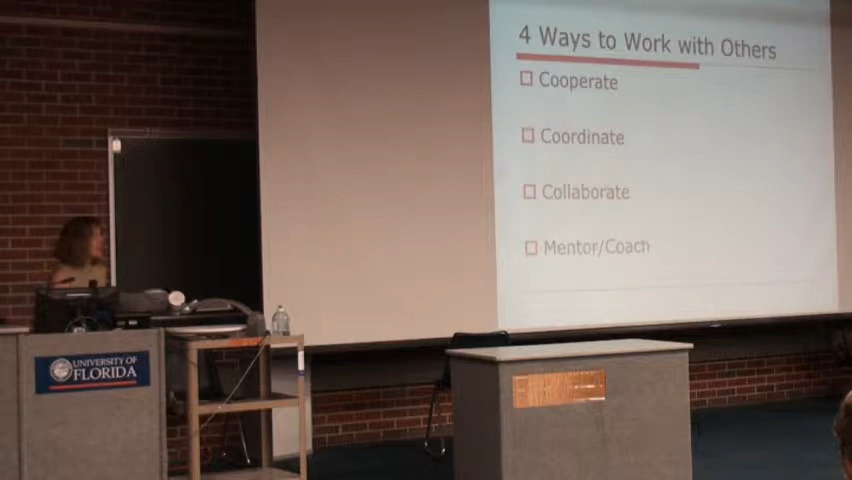 4 Ways to Work with Others
Cooperate
Coordinate
Collaborate
Mentor/Coach
UNIVERSITY OF
FLORIDA